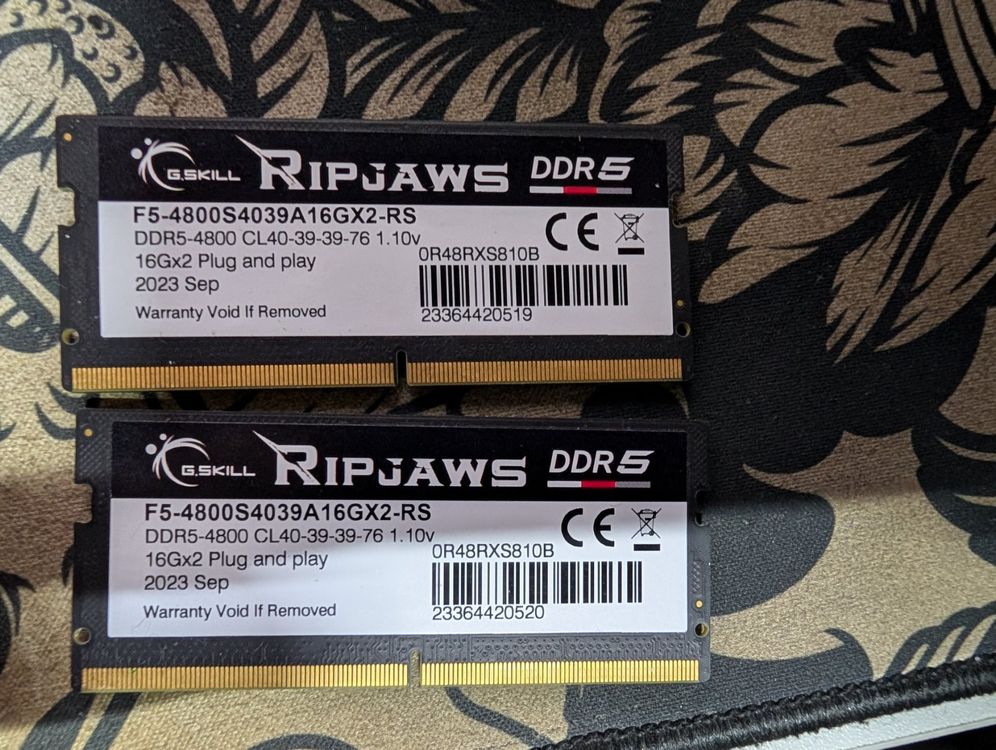 G.SKILL RIPJAWS DDR5
F5-4800S4039A16GX2-RS
DDR5-4800 CL40-39-39-76 1.10v
16Gx2 Plug and play
0R48RXS810B
2023 Sep
Warranty Void If Removed
23364420519
G.SKILL RIPJAWS DDR5
F5-4800S4039A16GX2-RS
DDR5-4800 CL40-39-39-76 1.10v
16Gx2 Plug and play
0R48RXS810B
2023 Sep
Warranty Void If Removed
23364420520